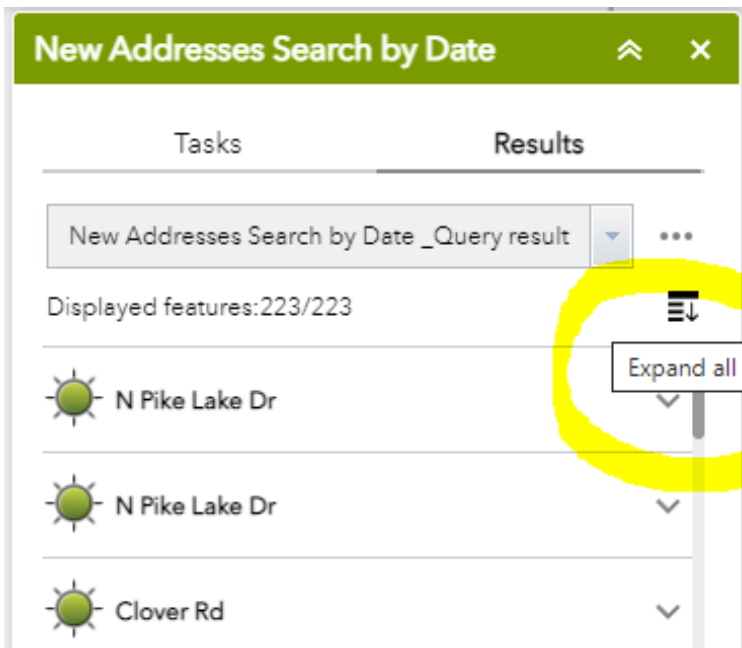 New Addresses Search by Date
Tasks Results
New Addresses Search by Date _Query result
Displayed features:223/223
Expand all
N Pike Lake Dr
N Pike Lake Dr
Clover Rd